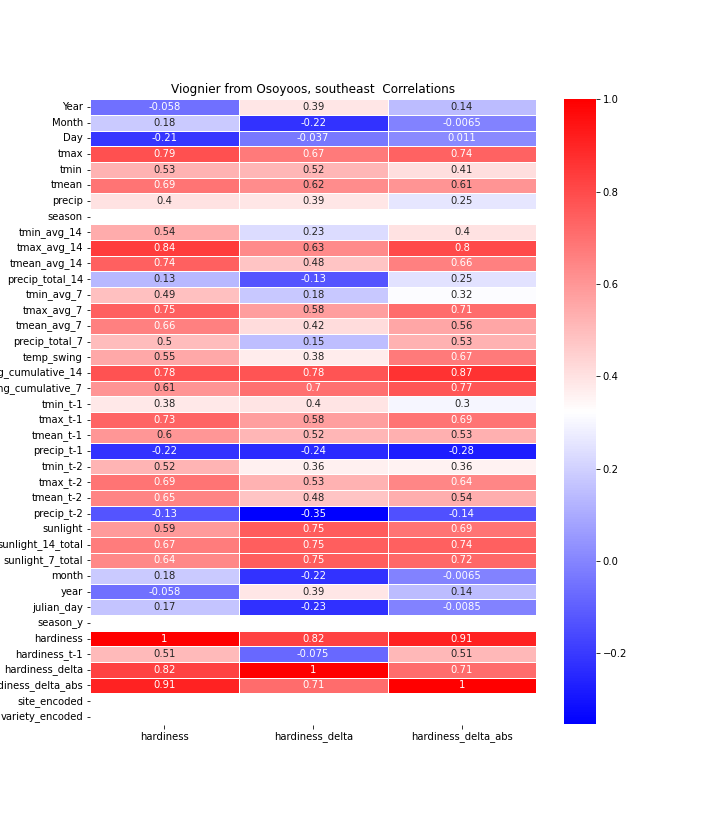 Viognier from Osoyoos, southeast  Correlations
Year -0.058 0.39 0.14
Month 0.18 -0.22 -0.0065
Day -0.21 -0.037 0.011
tmax 0.79 0.67 0.74
tmin 0.53 0.52 0.41
tmean 0.69 0.62 0.61
precip 0.4 0.39 0.25
season
tmin_avg_14 0.54 0.23 0.4
tmax_avg_14 0.84 0.63 0.8
tmean_avg_14 0.74 0.48 0.66
precip_total_14 0.13 -0.13 0.25
tmin_avg_7 0.49 0.18 0.32
tmax_avg_7 0.75 0.58 0.71
tmean_avg_7 0.66 0.42 0.56
precip_total_7 0.5 0.15 0.53
temp_swing 0.55 0.38 0.67
ng_cumulative_14 0.78 0.78 0.87
ng_cumulative_7 0.61 0.7 0.77
tmin_t-1 0.38 0.4 0.3
tmax_t-1 0.73 0.58 0.69
tmean_t-1 0.6 0.52 0.53
precip_t-1 -0.22 -0.24 -0.28
tmin_t-2 0.52 0.36 0.36
tmax_t-2 0.69 0.53 0.64
tmean_t-2 0.65 0.48 0.54
precip_t-2 -0.13 -0.35 -0.14
sunlight 0.59 0.75 0.69
sunlight_14_total 0.67 0.75 0.74
sunlight_7_total 0.64 0.75 0.72
month 0.18 -0.22 -0.0065
year -0.058 0.39 0.14
julian_day 0.17 -0.23 -0.0085
season_y
hardiness 1 0.82 0.91
hardiness_t-1 0.51 -0.075 0.51
hardiness_delta 0.82 1 0.71
diness_delta_abs 0.91 0.71 1
site_encoded
variety_encoded
hardiness hardiness_delta hardiness_delta_abs
1.0
0.8
0.6
0.4
0.2
0.0
−0.2